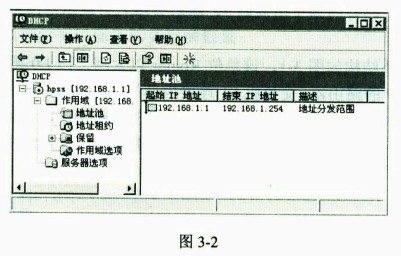 DHCP
文件(F) 操作(A) 查看(V) 帮助(H)
DHCP
hpss [192.168.1.1]
作用域 [192.168.
地址池
地址租约
保留
作用域选项
服务器选项
地址池
起始 IP 地址 结束 IP 地址 描述
192.168.1.1 192.168.1.254 地址分发范围
图 3-2